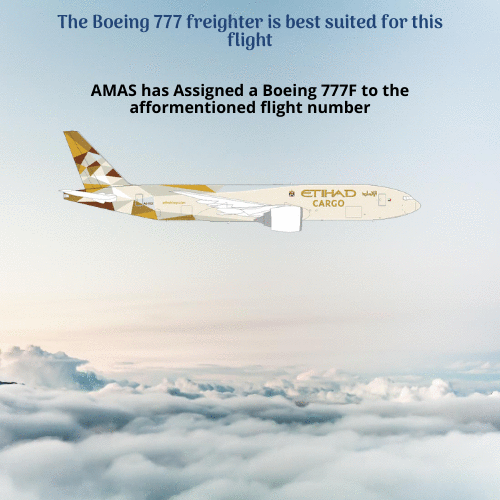 The Boeing 777 freighter is best suited for this
flight
AMAS has Assigned a Boeing 777F to the
afformentioned flight number
ETIHAD
CARGO